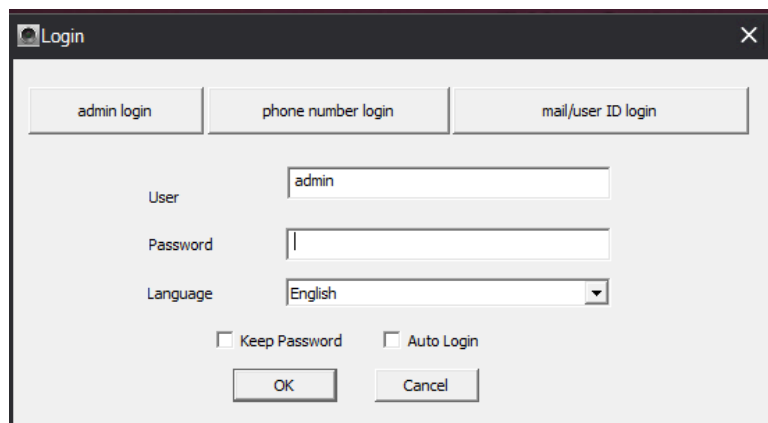 Login
admin login phone number login mail/user ID login
User admin
Password
Language English
Keep Password Auto Login
OK Cancel